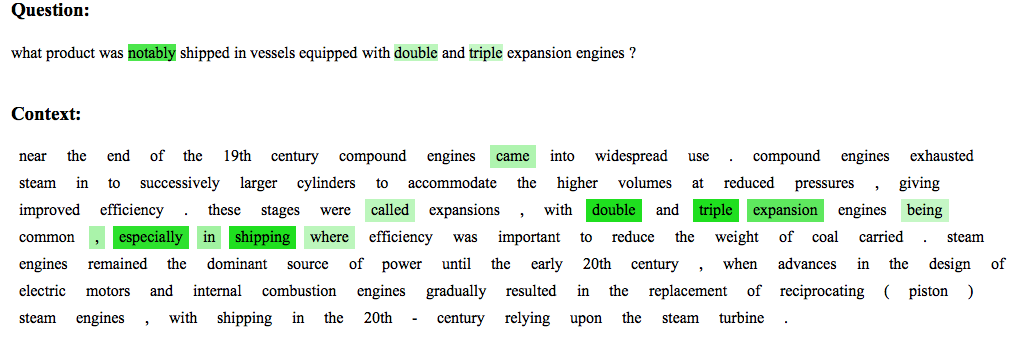 Question:
what product was notably shipped in vessels equipped with double and triple expansion engines ?
Context:
near the end of the 19th century compound engines came into widespread use . compound engines exhausted
steam in to successively larger cylinders to accommodate the higher volumes at reduced pressures , giving
improved efficiency . these stages were called expansions , with double and triple expansion engines being
common , especially in shipping where efficiency was important to reduce the weight of coal carried . steam
engines remained the dominant source of power until the early 20th century , when advances in the design of
electric motors and internal combustion engines gradually resulted in the replacement of reciprocating ( piston )
steam engines , with shipping in the 20th - century relying upon the steam turbine .